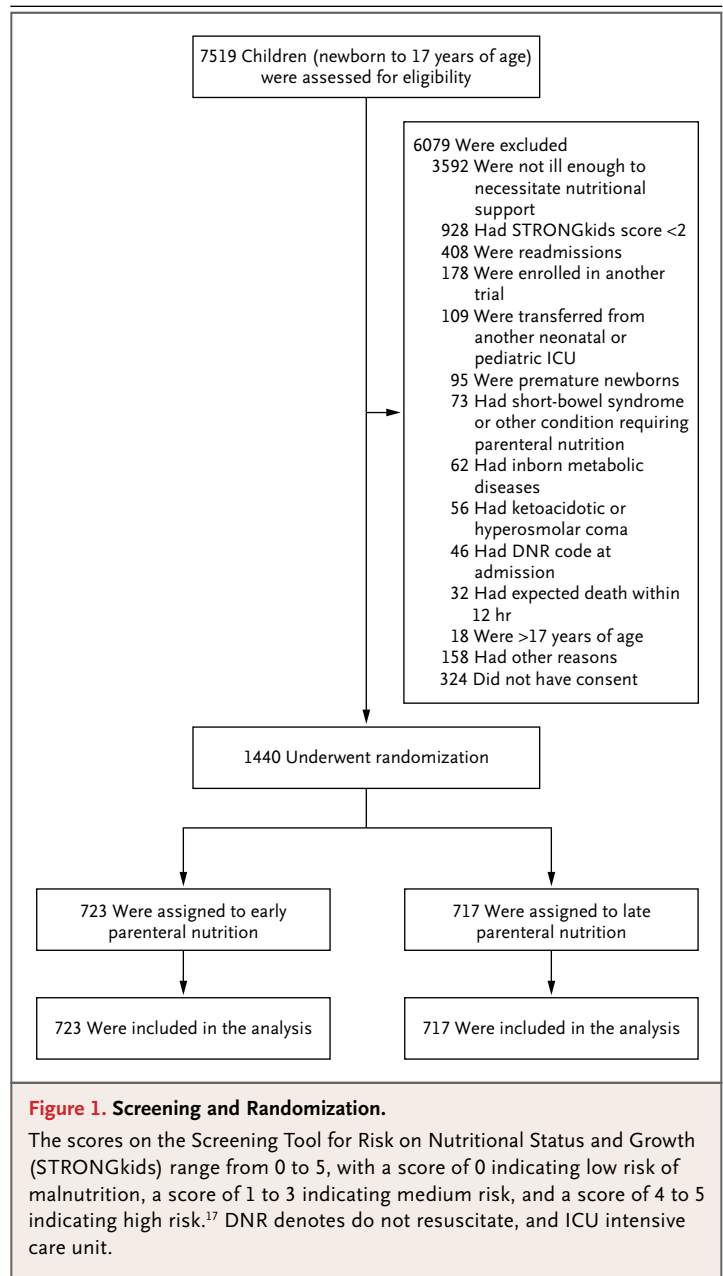 7519 Children (newborn to 17 years of age)
were assessed for eligibility
6079 Were excluded
3592 Were not ill enough to
necessitate nutritional
support
928 Had STRONGkids score <2
408 Were readmissions
178 Were enrolled in another
trial
109 Were transferred from
another neonatal or
pediatric ICU
95 Were premature newborns
73 Had short-bowel syndrome
or other condition requiring
parenteral nutrition
62 Had inborn metabolic
diseases
56 Had ketoacidotic or
hyperosmolar coma
46 Had DNR code at
admission
32 Had expected death within
12 hr
18 Were >17 years of age
158 Had other reasons
324 Did not have consent
1440 Underwent randomization
723 Were assigned to early
parenteral nutrition
717 Were assigned to late
parenteral nutrition
723 Were included in the analysis
717 Were included in the analysis
Figure 1. Screening and Randomization.
The scores on the Screening Tool for Risk on Nutritional Status and Growth
(STRONGkids) range from 0 to 5, with a score of 0 indicating low risk of
malnutrition, a score of 1 to 3 indicating medium risk, and a score of 4 to 5
indicating high risk.17 DNR denotes do not resuscitate, and ICU intensive
care unit.